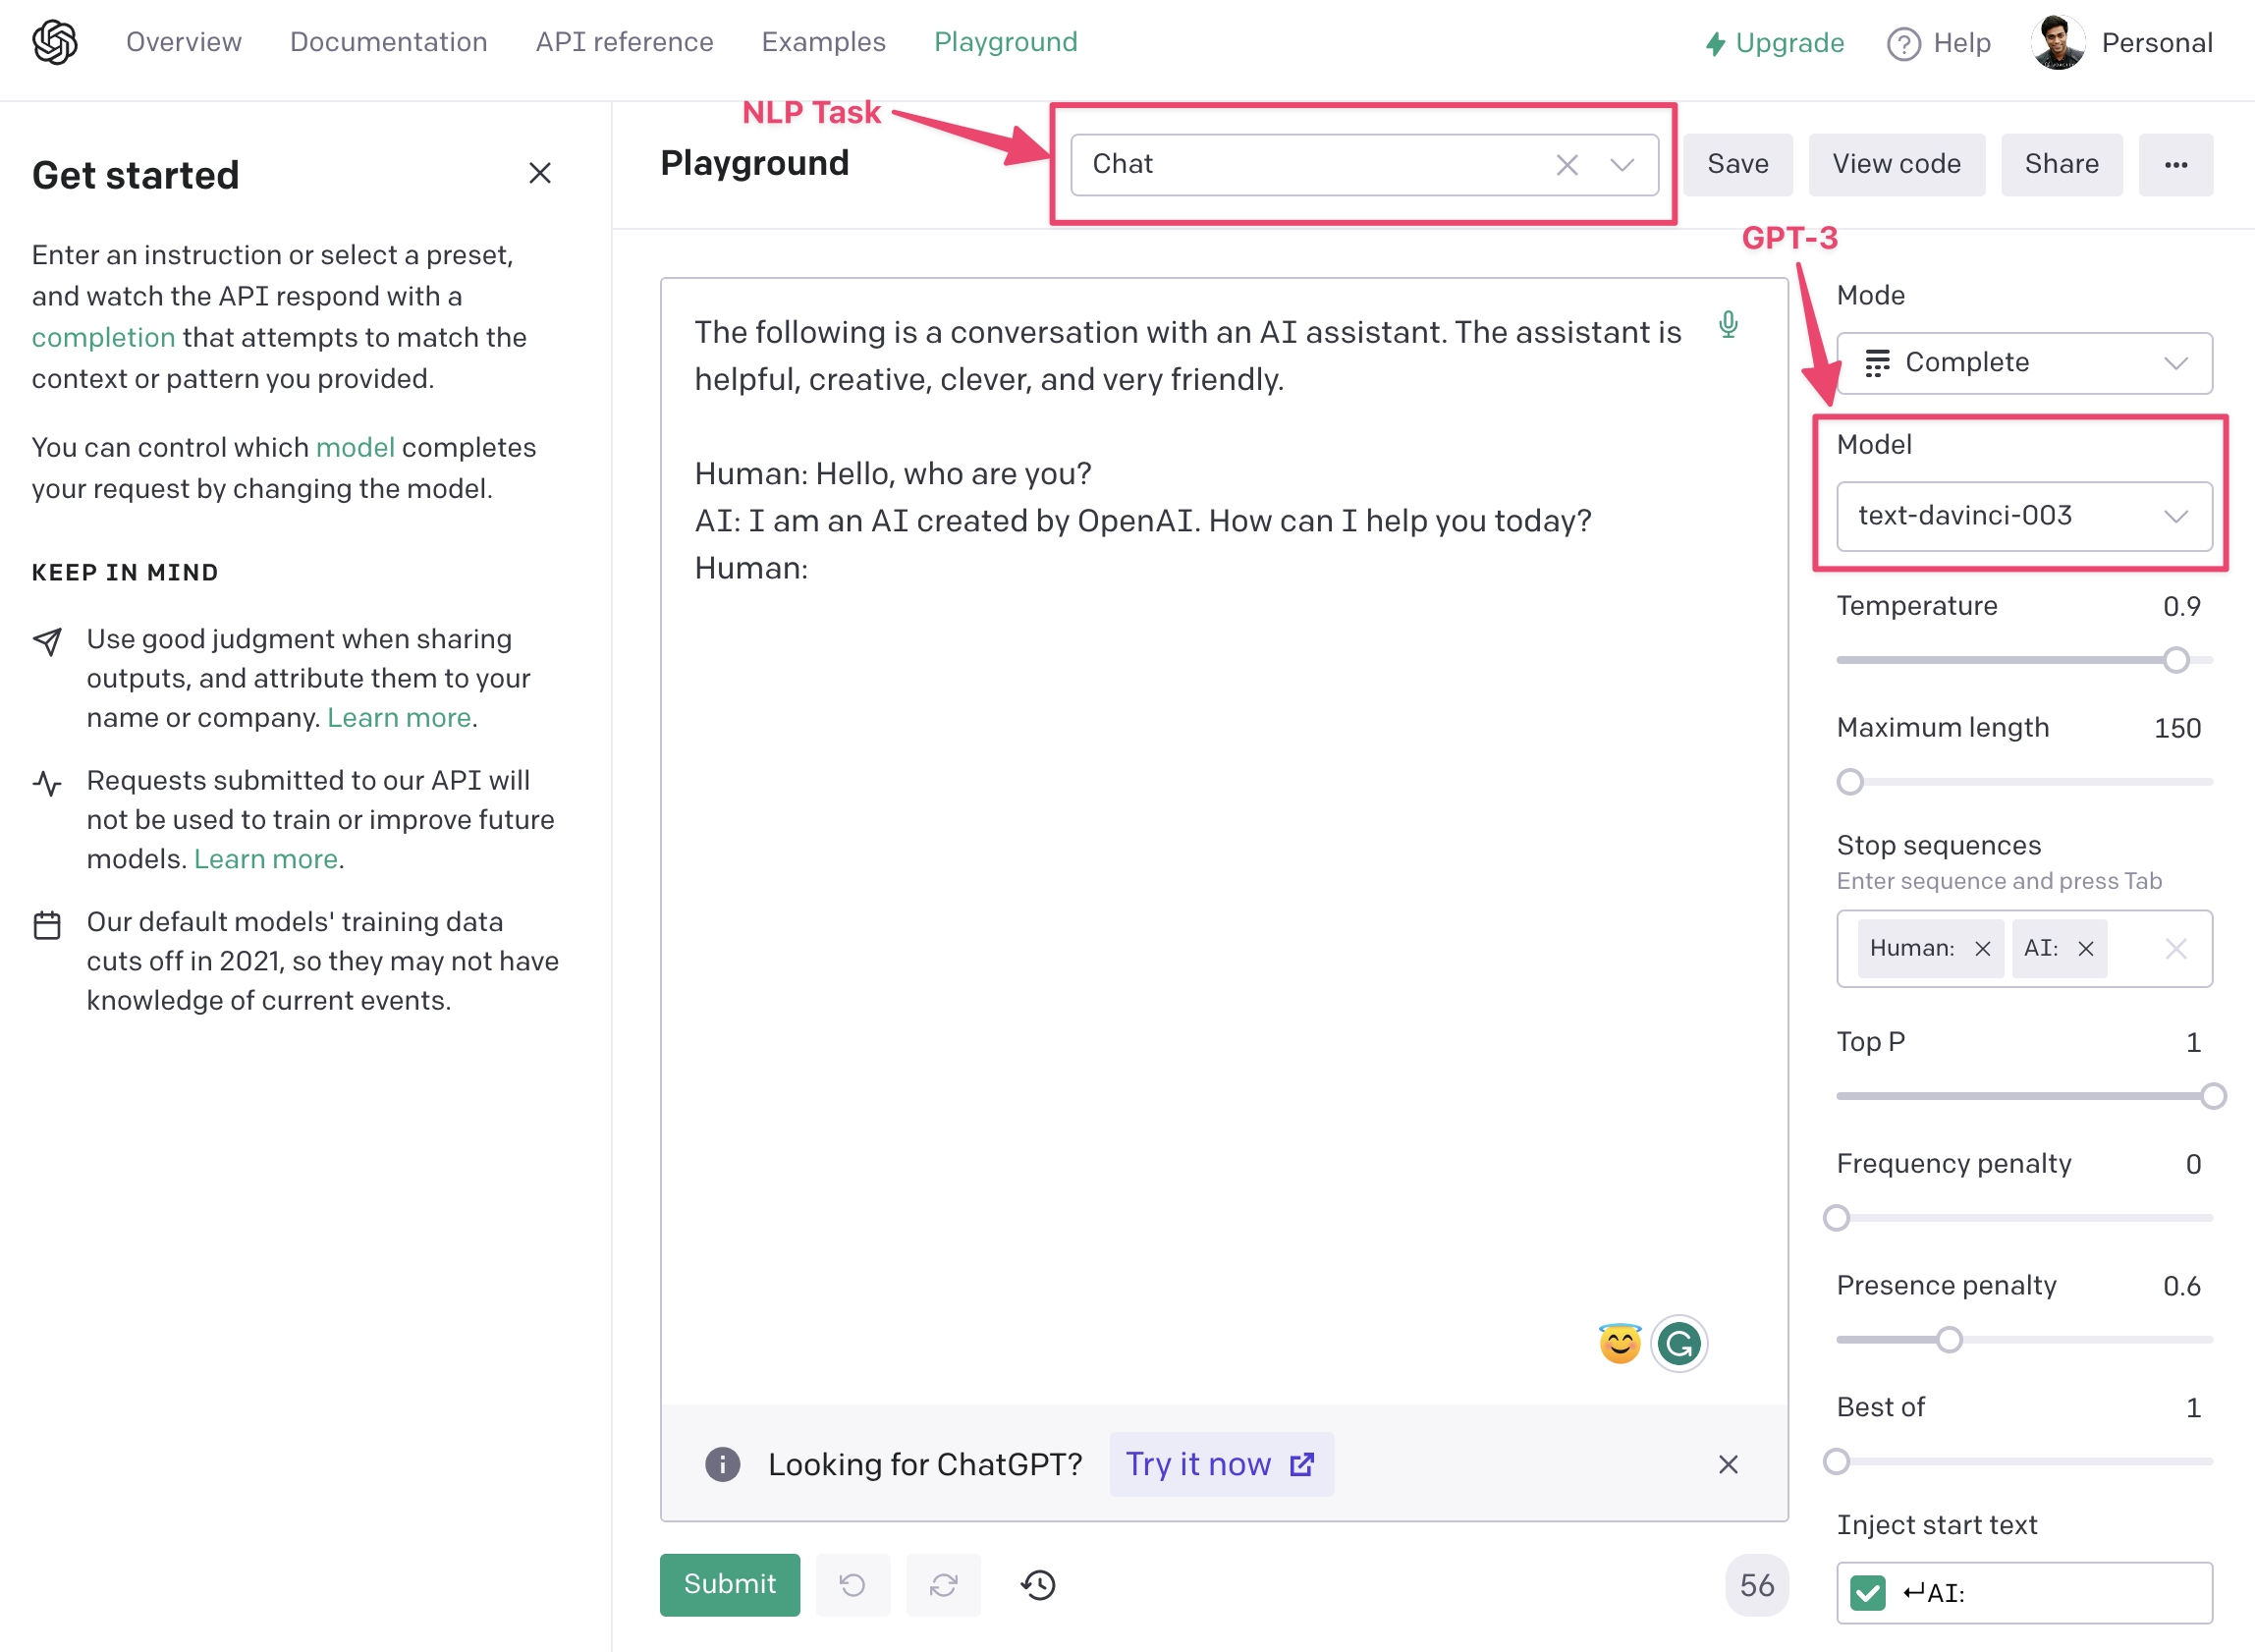 Overview Documentation API reference Examples Playground Upgrade Help Personal
Get started
Enter an instruction or select a preset,
and watch the API respond with a
completion that attempts to match the
context or pattern you provided.
You can control which model completes
your request by changing the model.
KEEP IN MIND
Use good judgment when sharing
outputs, and attribute them to your
name or company. Learn more.
Requests submitted to our API will
not be used to train or improve future
models. Learn more.
Our default models' training data
cuts off in 2021, so they may not have
knowledge of current events.
NLP Task
Playground Chat Save View code Share ···
GPT-3
The following is a conversation with an AI assistant. The assistant is
helpful, creative, clever, and very friendly.
Human: Hello, who are you?
AI: I am an AI created by OpenAI. How can I help you today?
Human:
Looking for ChatGPT? Try it now
Submit 56
Mode
Complete
Model
text-davinci-003
Temperature 0.9
Maximum length 150
Stop sequences
Enter sequence and press Tab
Human: AI:
Top P 1
Frequency penalty 0
Presence penalty 0.6
Best of 1
Inject start text
↵AI: